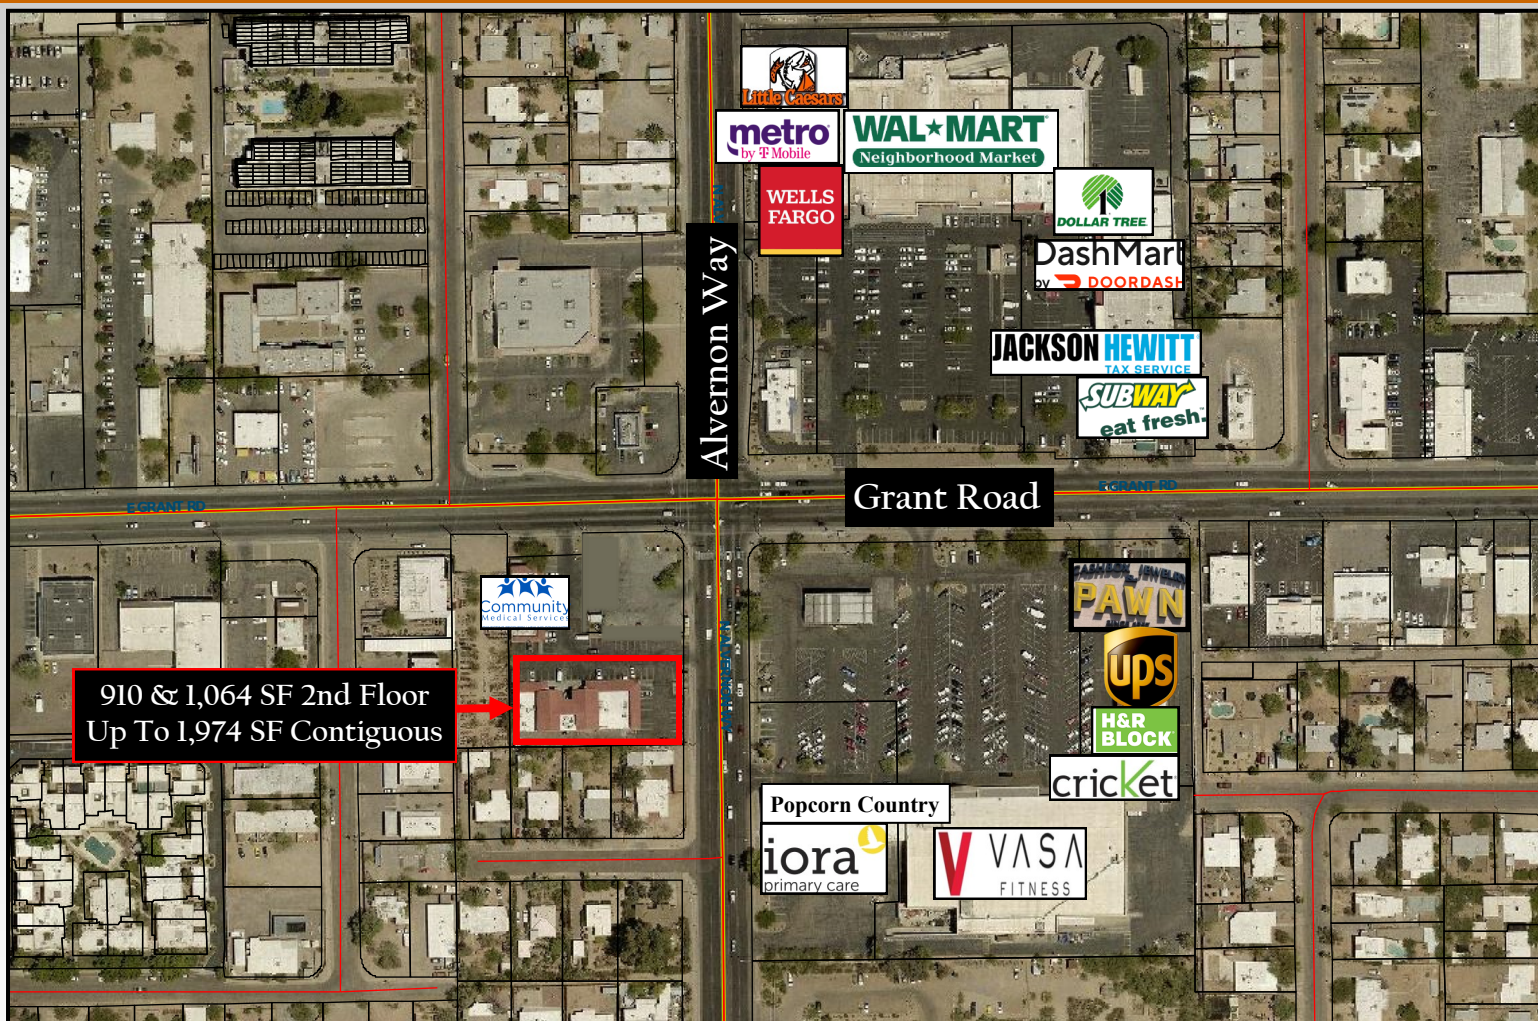 Little Caesars
metro
by T Mobile
WAL★MART
Neighborhood Market
WELLS
FARGO
DOLLAR TREE
DashMart
by DOORDASH
Alvernon Way
JACKSON HEWITT
TAX SERVICE
SUBWAY
eat fresh.
E GRANT RD
Grant Road
E GRANT RD
Community
Medical Services
PAWN
ups
910 & 1,064 SF 2nd Floor
Up To 1,974 SF Contiguous
H&R
BLOCK
cricket
Popcorn Country
iora
primary care
VASA
FITNESS